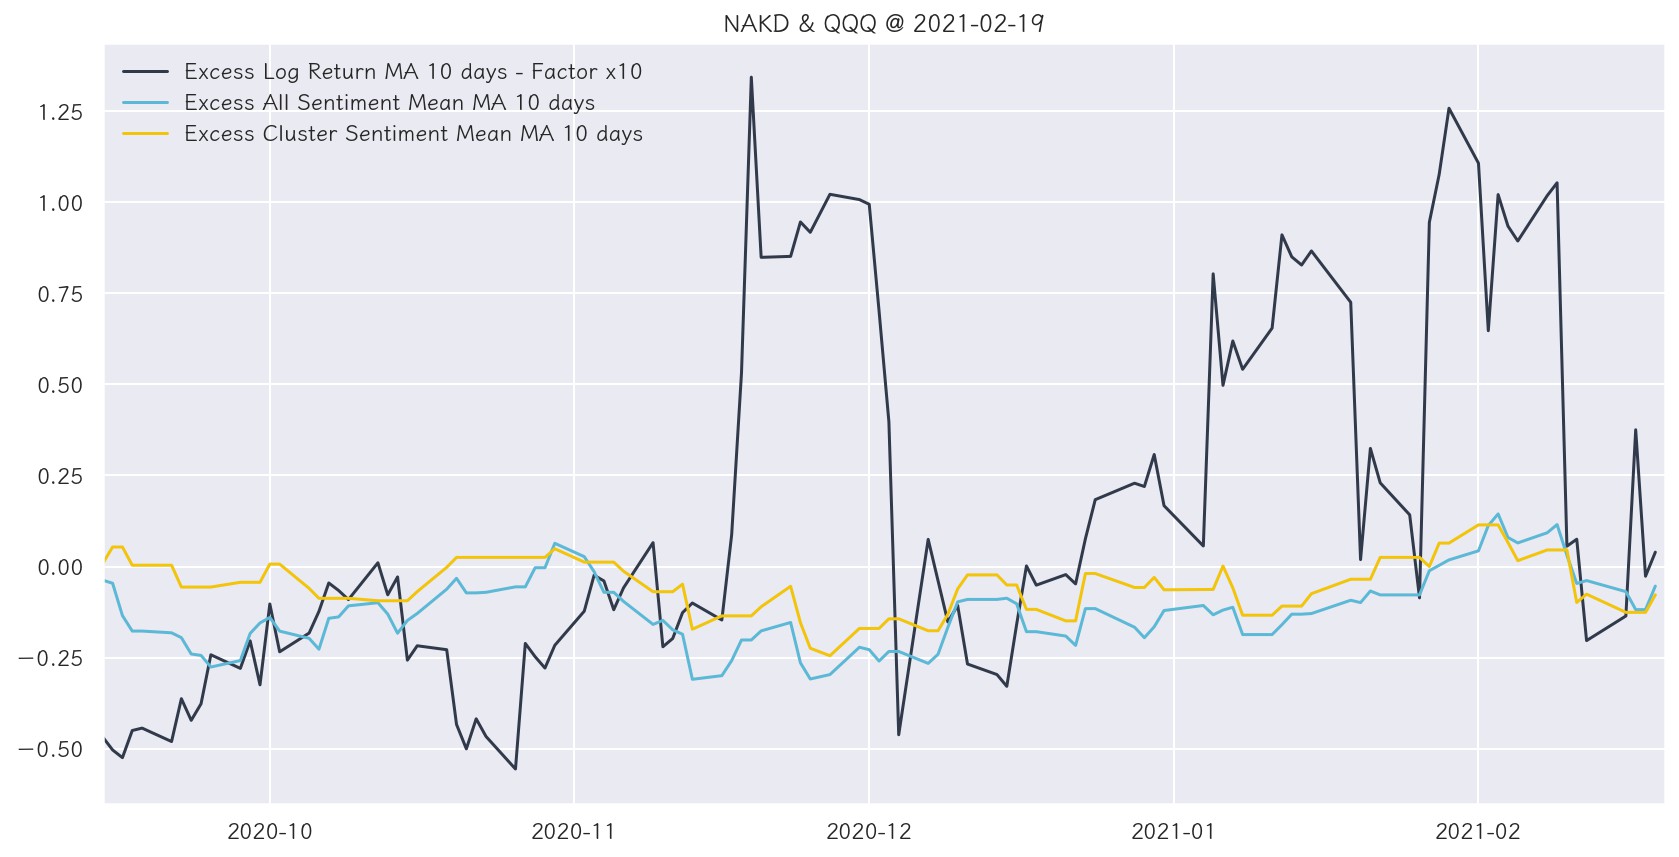 NAKD & QQQ @ 2021-02-19
Excess Log Return MA 10 days - Factor x10
Excess All Sentiment Mean MA 10 days
Excess Cluster Sentiment Mean MA 10 days
1.25
1.00
0.75
0.50
0.25
0.00
−0.25
−0.50
2020-10 2020-11 2020-12 2021-01 2021-02